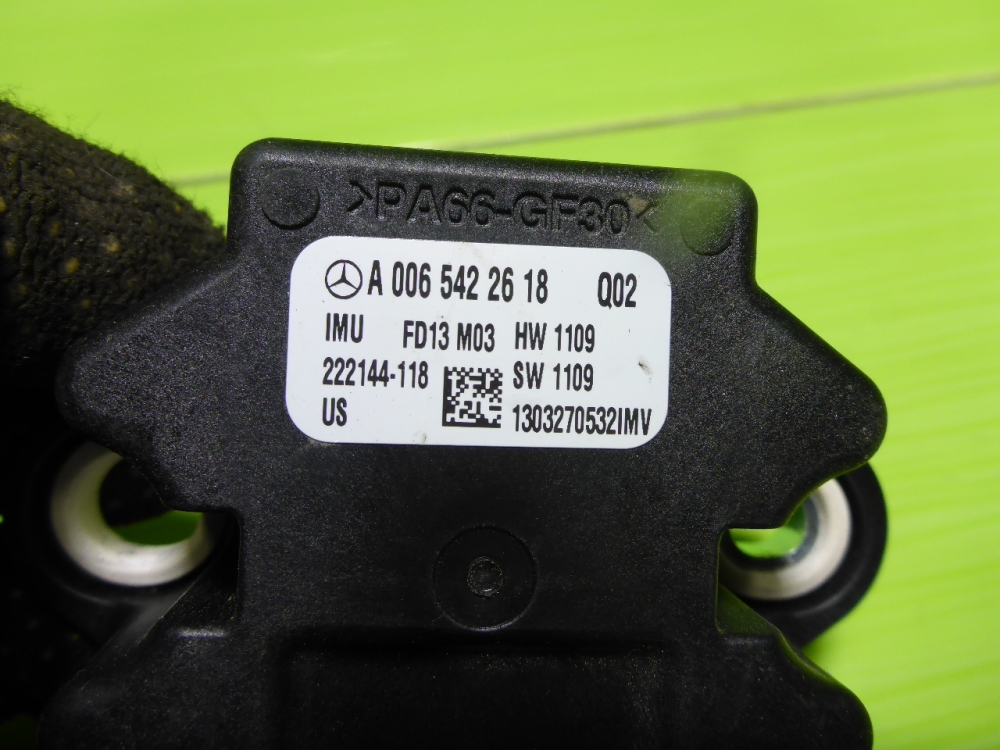 >PA66-GF30<
A 006 542 26 18 Q02
IMU FD13 M03 HW 1109
222144-118 SW 1109
US 1303270532IMV